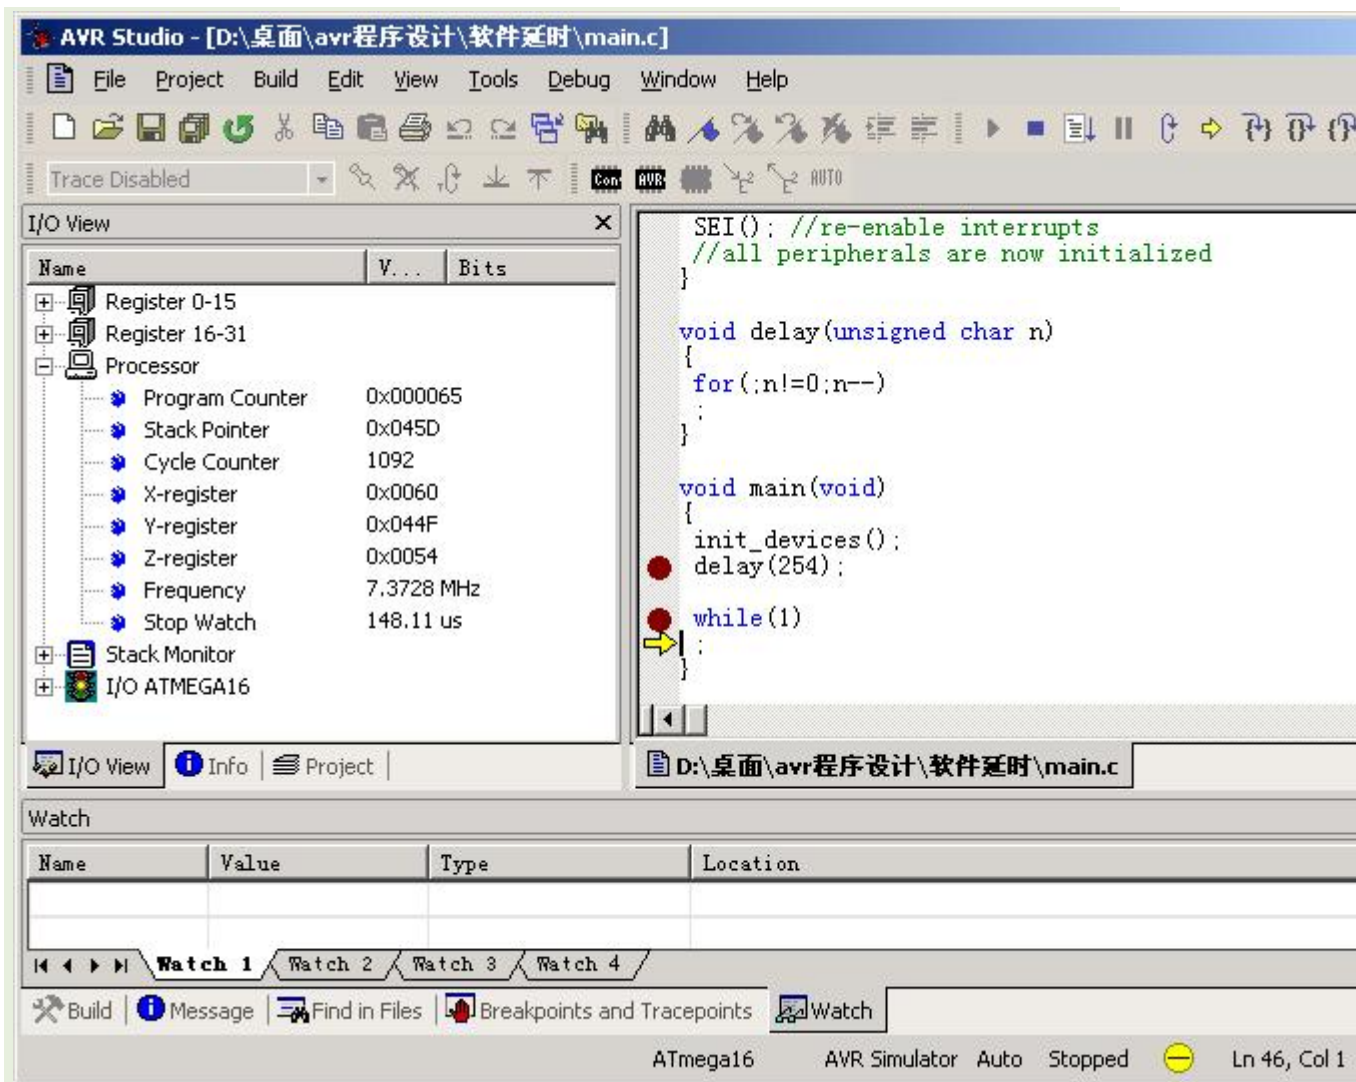 AVR Studio - [D:\桌面\avr程序设计\软件延时\main.c]
File Project Build Edit View Tools Debug Window Help
Trace Disabled
Con AVR AUTO
I/O View
Name V... Bits
Register 0-15
Register 16-31
Processor
Program Counter 0x000065
Stack Pointer 0x045D
Cycle Counter 1092
X-register 0x0060
Y-register 0x044F
Z-register 0x0054
Frequency 7.3728 MHz
Stop Watch 148.11 us
Stack Monitor
I/O ATMEGA16
I/O View Info Project
SEI(); //re-enable interrupts
//all peripherals are now initialized
}
void delay(unsigned char n)
{
for(;n!=0;n--)
;
}
void main(void)
{
init_devices();
delay(254);
while(1)
;
}
D:\桌面\avr程序设计\软件延时\main.c
Watch
Name Value Type Location
Watch 1 Watch 2 Watch 3 Watch 4
Build Message Find in Files Breakpoints and Tracepoints Watch
ATmega16 AVR Simulator Auto Stopped Ln 46, Col 1